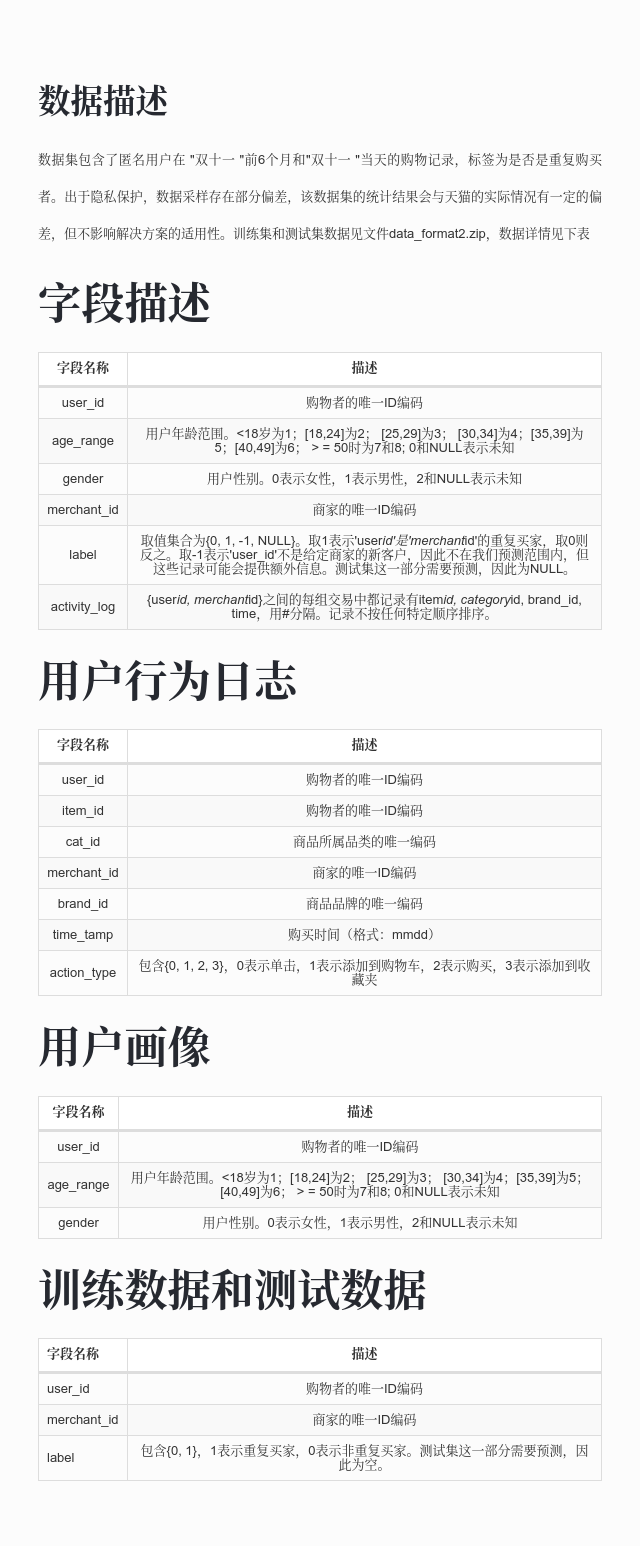 数据描述
数据集包含了匿名用户在 "双十一 "前6个月和"双十一 "当天的购物记录，标签为是否是重复购买
者。出于隐私保护，数据采样存在部分偏差，该数据集的统计结果会与天猫的实际情况有一定的偏
差，但不影响解决方案的适用性。训练集和测试集数据见文件data_format2.zip，数据详情见下表
字段描述
字段名称 描述
user_id 购物者的唯一ID编码
age_range 用户年龄范围。<18岁为1；[18,24]为2； [25,29]为3； [30,34]为4；[35,39]为
5；[40,49]为6； > = 50时为7和8; 0和NULL表示未知
gender 用户性别。0表示女性，1表示男性，2和NULL表示未知
merchant_id 商家的唯一ID编码
label 取值集合为{0, 1, -1, NULL}。取1表示'userid'是'merchantid'的重复买家，取0则
反之。取-1表示'user_id'不是给定商家的新客户，因此不在我们预测范围内，但
这些记录可能会提供额外信息。测试集这一部分需要预测，因此为NULL。
activity_log {userid, merchantid}之间的每组交易中都记录有itemid, categoryid, brand_id,
time，用#分隔。记录不按任何特定顺序排序。
用户行为日志
字段名称 描述
user_id 购物者的唯一ID编码
item_id 购物者的唯一ID编码
cat_id 商品所属品类的唯一编码
merchant_id 商家的唯一ID编码
brand_id 商品品牌的唯一编码
time_tamp 购买时间（格式：mmdd）
action_type 包含{0, 1, 2, 3}，0表示单击，1表示添加到购物车，2表示购买，3表示添加到收
藏夹
用户画像
字段名称 描述
user_id 购物者的唯一ID编码
age_range 用户年龄范围。<18岁为1；[18,24]为2； [25,29]为3； [30,34]为4；[35,39]为5；
[40,49]为6； > = 50时为7和8; 0和NULL表示未知
gender 用户性别。0表示女性，1表示男性，2和NULL表示未知
训练数据和测试数据
字段名称 描述
user_id 购物者的唯一ID编码
merchant_id 商家的唯一ID编码
label 包含{0, 1}，1表示重复买家，0表示非重复买家。测试集这一部分需要预测，因
此为空。